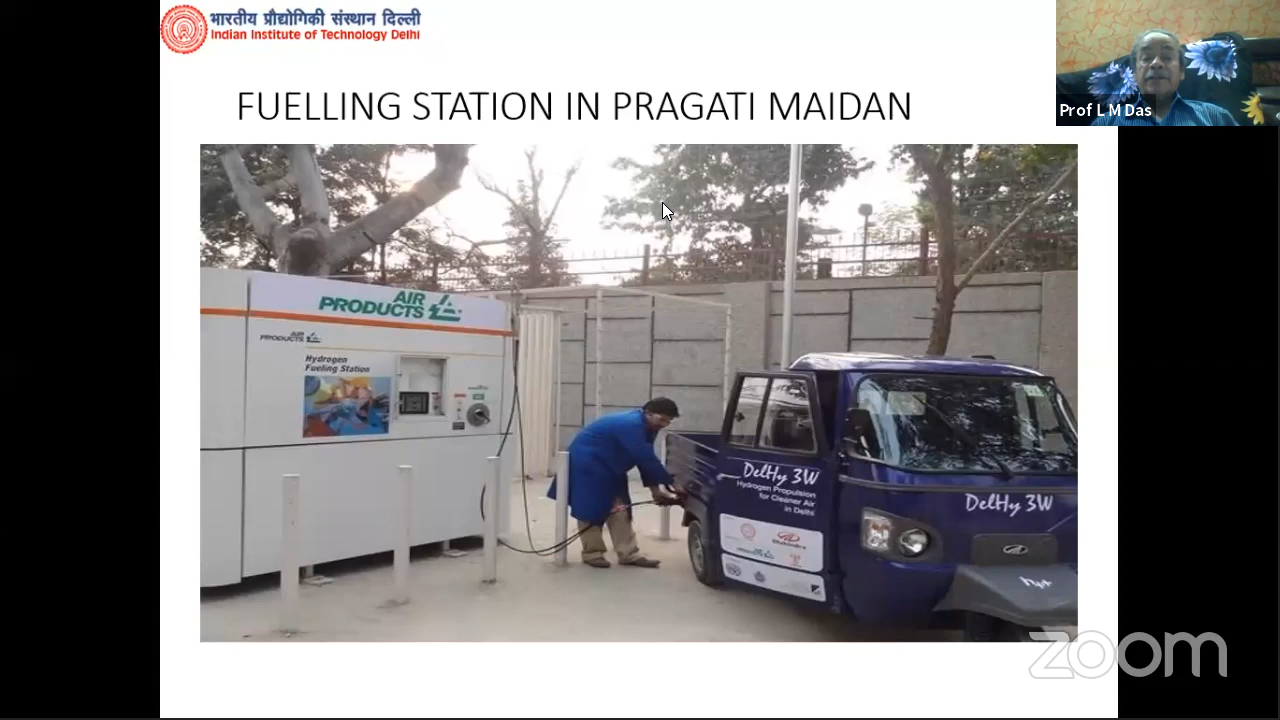 भारतीय प्रौद्योगिकी संस्थान दिल्ली
Indian Institute of Technology Delhi
Prof L M Das
FUELLING STATION IN PRAGATI MAIDAN
AIR
PRODUCTS
AIR
PRODUCTS
Hydrogen
Fueling Station
DelHy 3W
Hydrogen Propulsion
for Cleaner Air
in Delhi
Mahindra
DelHy 3W
zoom